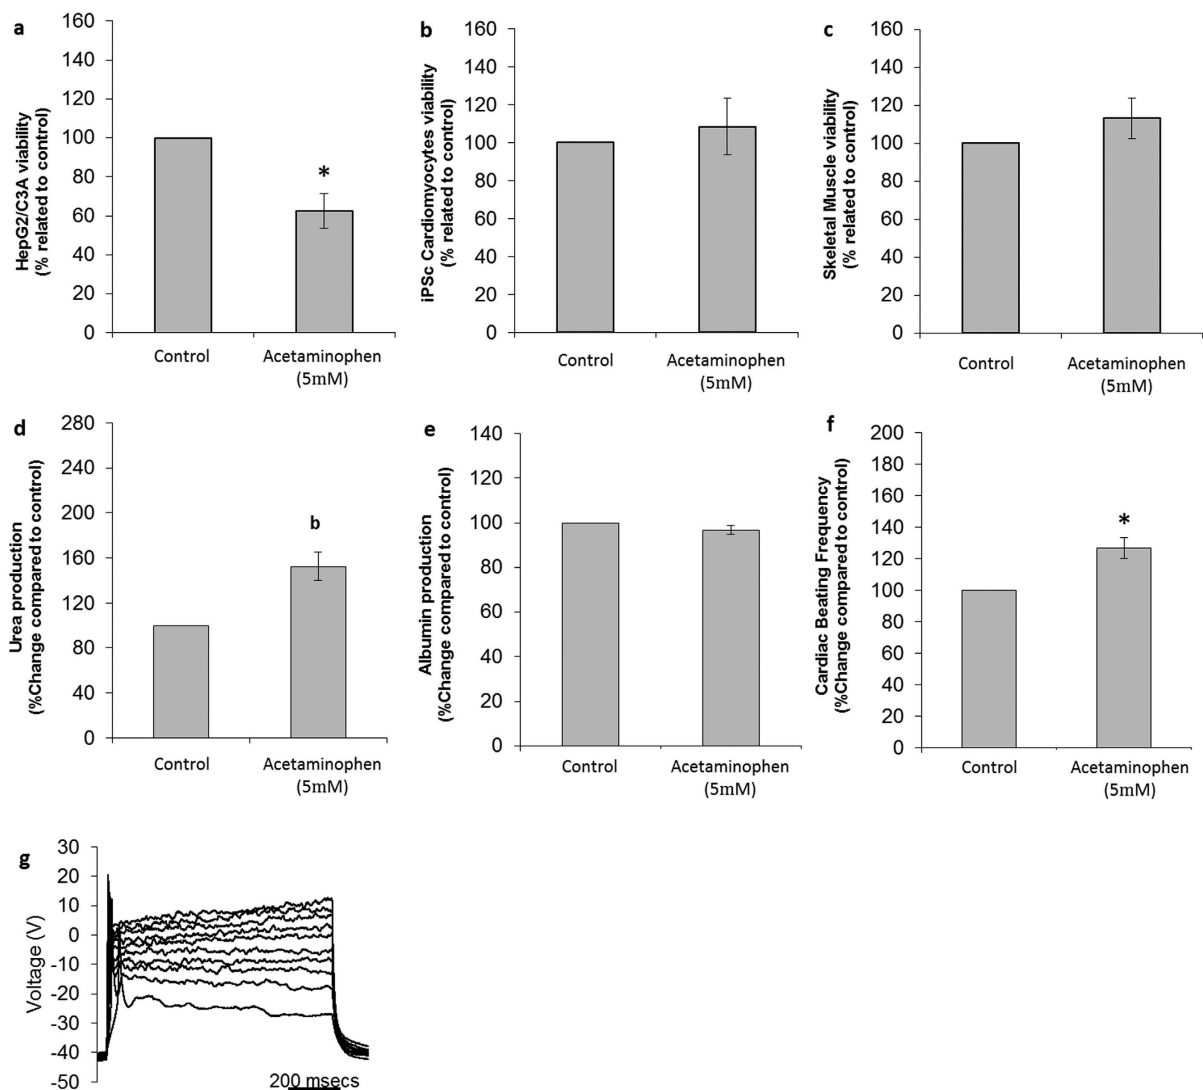 a
HepG2/C3A viability
(% related to control)
160
140
120
100
80
60
40
20
0
*
Control
Acetaminophen
(5mM)
b
iPSc Cardiomyocytes viability
(% related to control)
160
140
120
100
80
60
40
20
0
Control
Acetaminophen
(5mM)
c
Skeletal Muscle viability
(% related to control)
160
140
120
100
80
60
40
20
0
Control
Acetaminophen
(5mM)
d
Urea production
(%Change compared to control)
280
240
200
160
120
80
40
0
b
Control
Acetaminophen
(5mM)
e
Albumin production
(%Change compared to control)
140
120
100
80
60
40
20
0
Control
Acetaminophen
(5mM)
f
Cardiac Beating Frequency
(%Change compared to control)
200
180
160
140
120
100
80
60
40
20
0
*
Control
Acetaminophen
(5mM)
g
Voltage (V)
30
20
10
0
-10
-20
-30
-40
-50
200 msecs